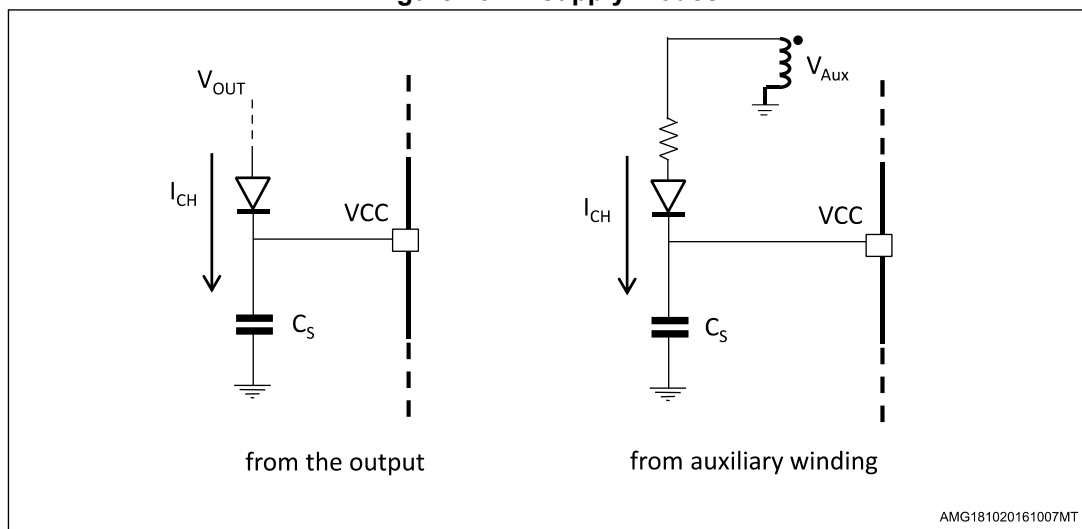 V_OUT
I_CH
VCC
C_S
from the output
V_Aux
I_CH
VCC
C_S
from auxiliary winding
AMG181020161007MT